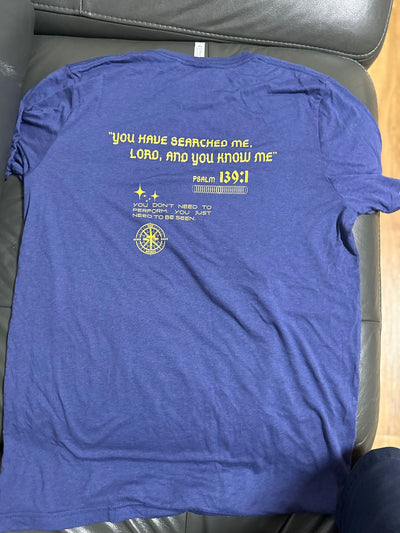 "YOU HAVE SEARCHED ME,
LORD, AND YOU KNOW ME"
PSALM 139:1
YOU DON'T NEED TO
PERFORM. YOU JUST
NEED TO BE SEEN.